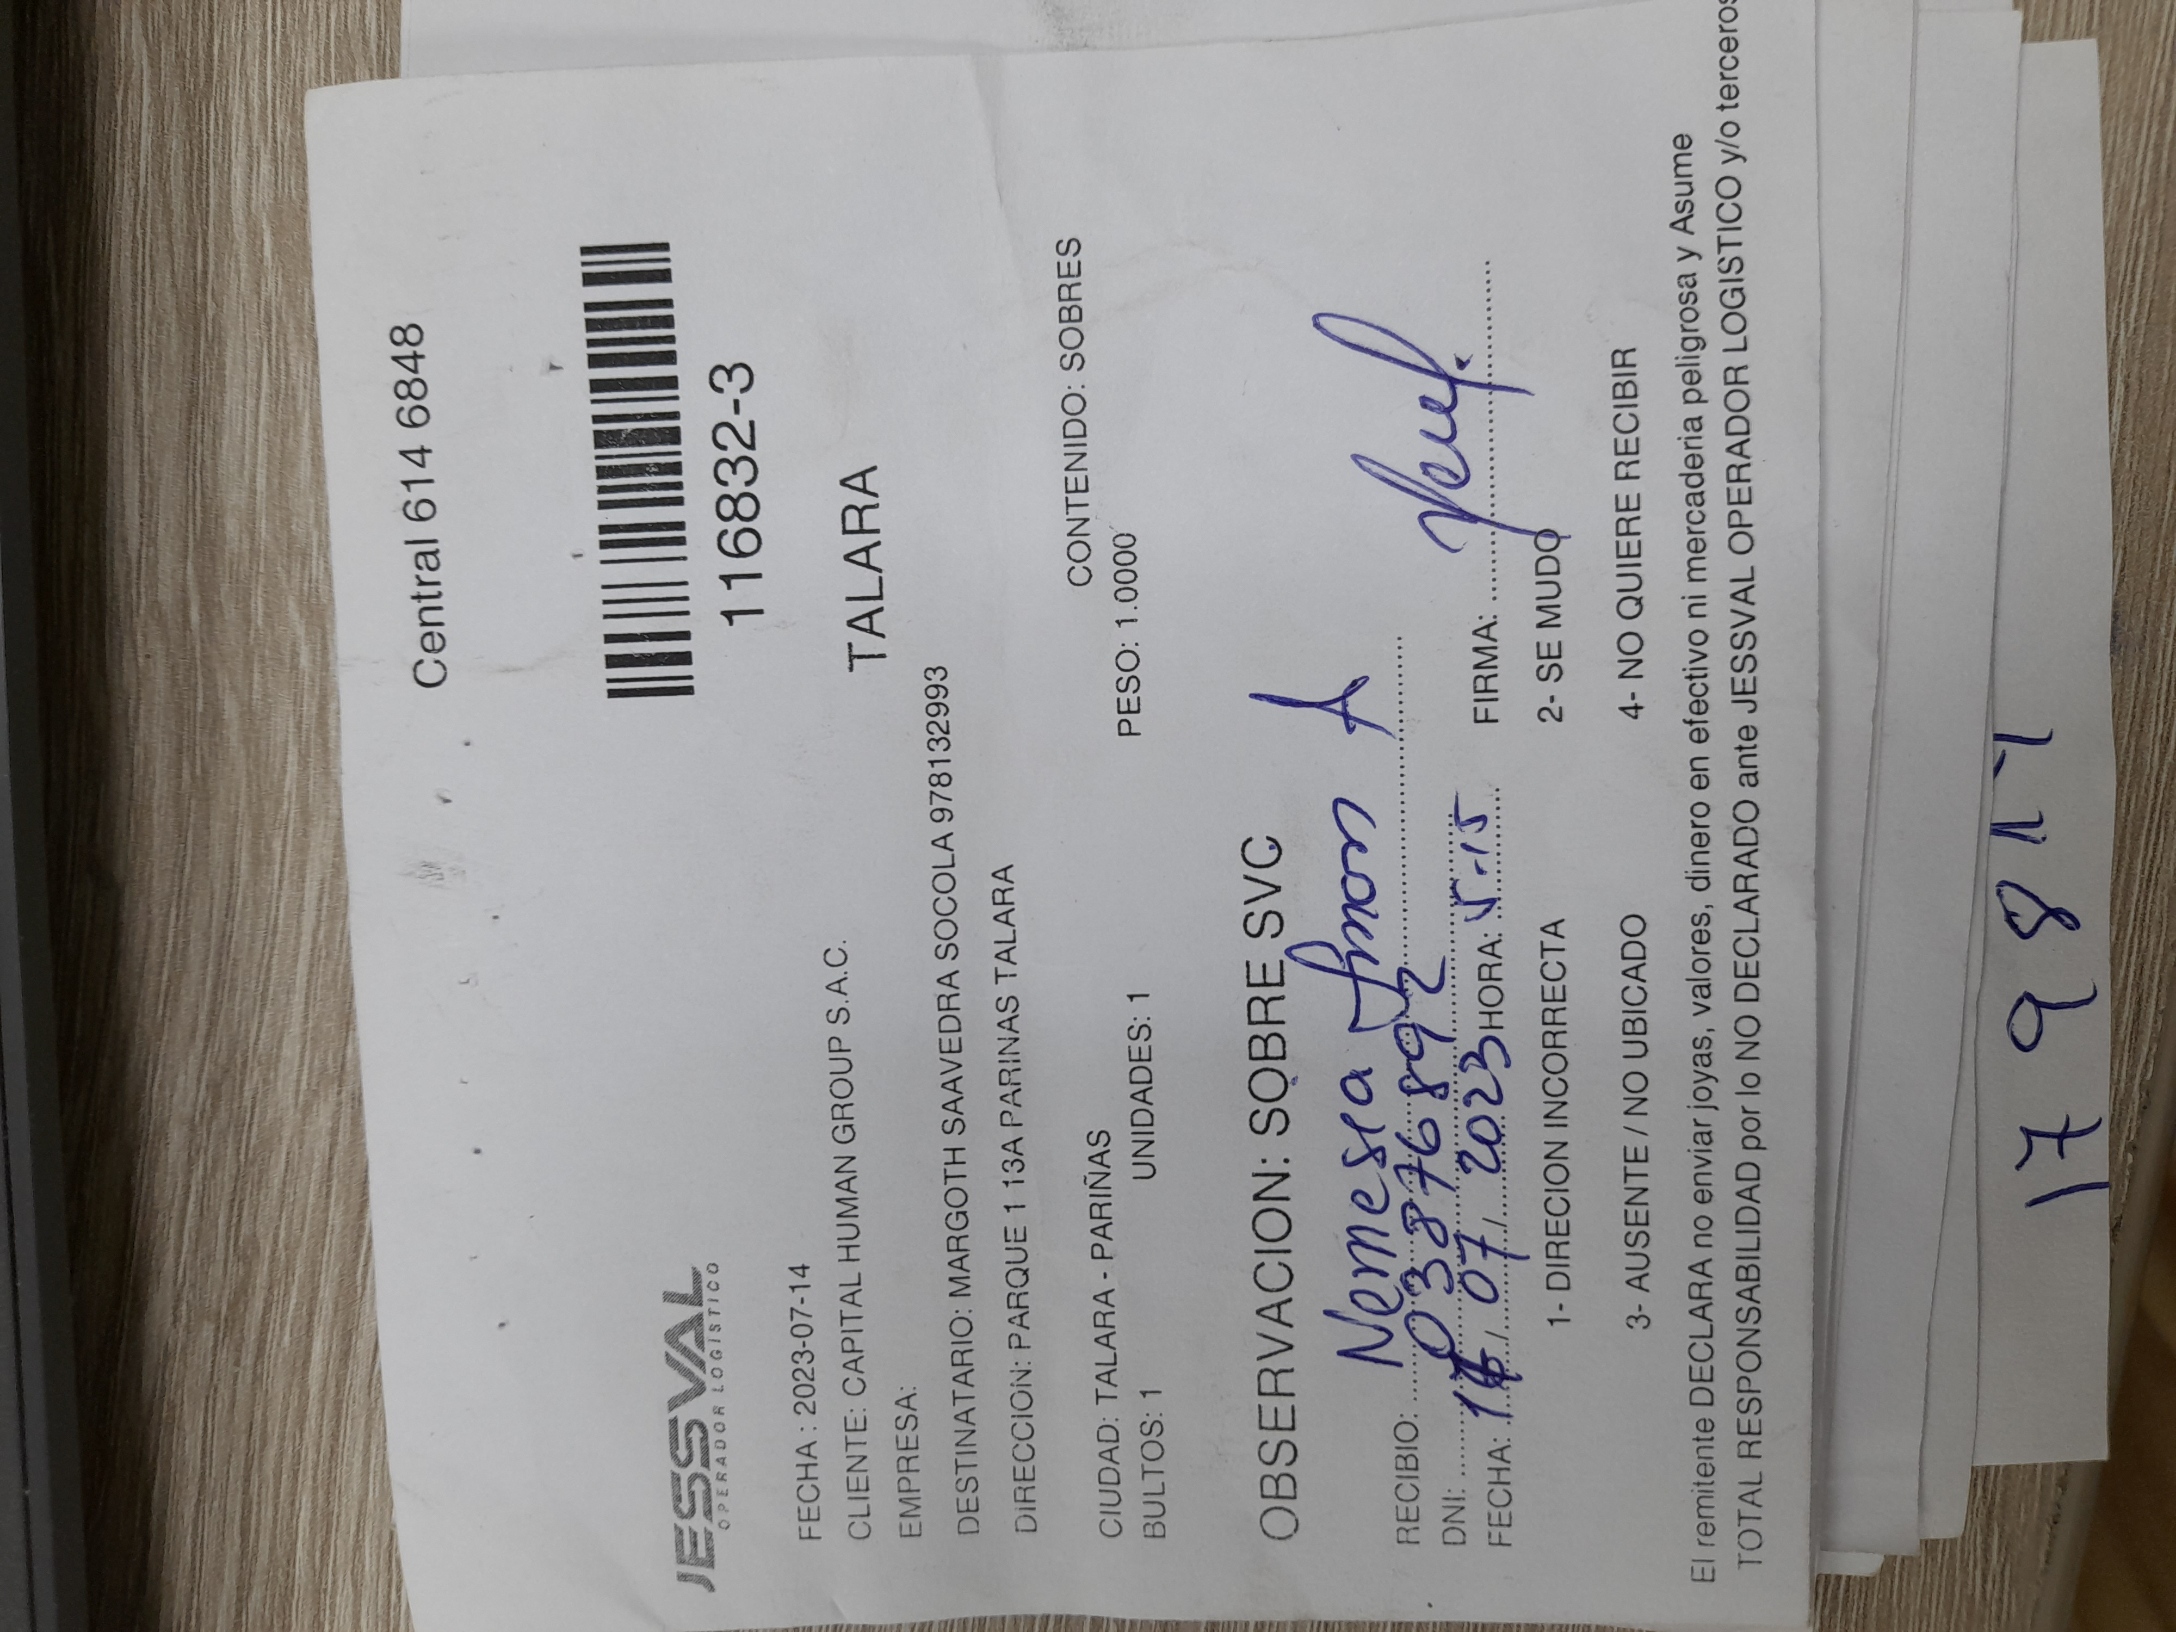 Central 614 6848
116832-3
JESSVAL
OPERADOR LOGÍSTICO
FECHA : 2023-07-14
CLIENTE: CAPITAL HUMAN GROUP S.A.C.
TALARA
EMPRESA:
DESTINATARIO: MARGOTH SAAVEDRA SOCOLA 978132993
DIRECCION: PARQUE 1 13A PARINAS TALARA
CONTENIDO: SOBRES
CIUDAD: TALARA - PARIÑAS
BULTOS: 1 UNIDADES: 1 PESO: 1.0000
OBSERVACION: SOBRE SVC
RECIBIO: Nemesia A
DNI: 03876892
FECHA: / 07 / 2023 HORA: 5-15 FIRMA:
1- DIRECION INCORRECTA 2- SE MUDO
3- AUSENTE / NO UBICADO 4- NO QUIERE RECIBIR
El remitente DECLARA no enviar joyas, valores, dinero en efectivo ni mercaderia peligrosa y Asume
TOTAL RESPONSABILIDAD por lo NO DECLARADO ante JESSVAL OPERADOR LOGISTICO y/o terceros